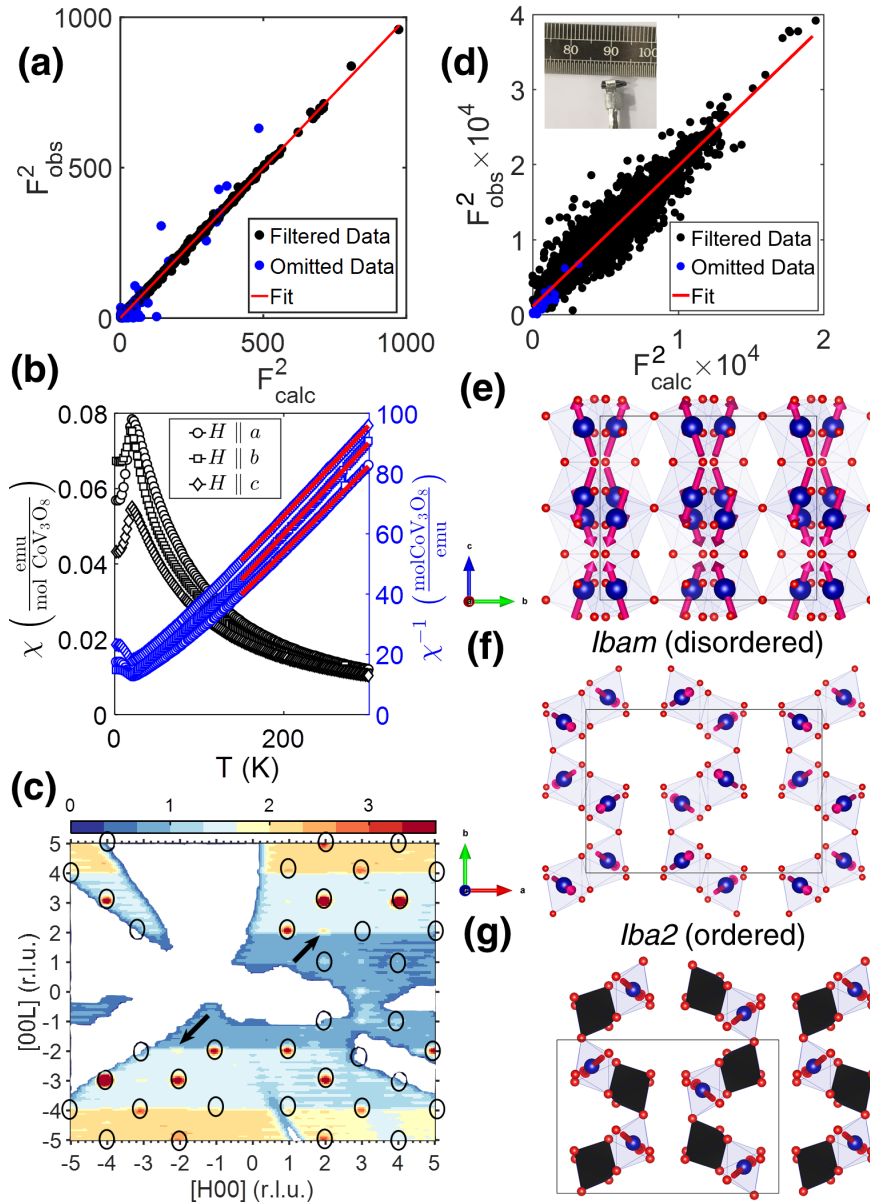 (a)
1000
500
0
F²obs
0
500
1000
F²calc
Filtered Data
Omitted Data
Fit
(d)
80
90
100
4
3
2
1
0
F²obs ×10⁴
0
1
2
F²calc ×10⁴
Filtered Data
Omitted Data
Fit
(b)
0.08
0.06
0.04
0.02
0
χ (emu / mol CoV₃O₈)
H ∥ a
H ∥ b
H ∥ c
100
80
60
40
20
0
χ⁻¹ (molCoV₃O₈ / emu)
0
200
T (K)
(e)
c
a
b
Ibam (disordered)
(f)
b
a
Iba2 (ordered)
(g)
(c)
0
1
2
3
5
4
3
2
1
0
-1
-2
-3
-4
-5
[00L] (r.l.u.)
-5
-4
-3
-2
-1
0
1
2
3
4
5
[H00] (r.l.u.)